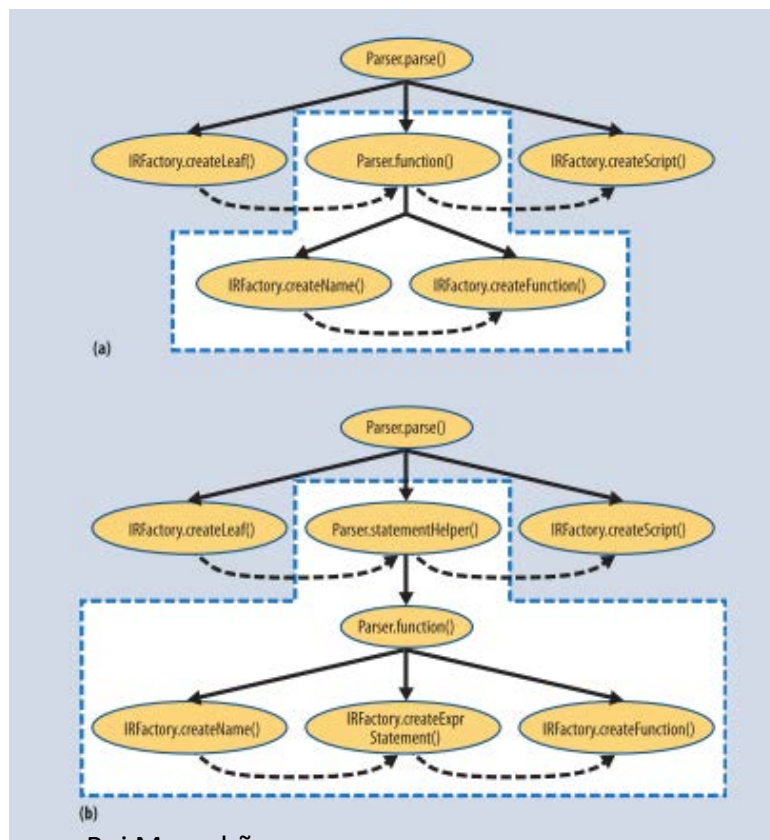 Parser.parse()
IRFactory.createLeaf()
Parser.function()
IRFactory.createScript()
IRFactory.createName()
IRFactory.createFunction()
(a)
Parser.parse()
IRFactory.createLeaf()
Parser.statementHelper()
IRFactory.createScript()
Parser.function()
IRFactory.createName()
IRFactory.createExpr
Statement()
IRFactory.createFunction()
(b)